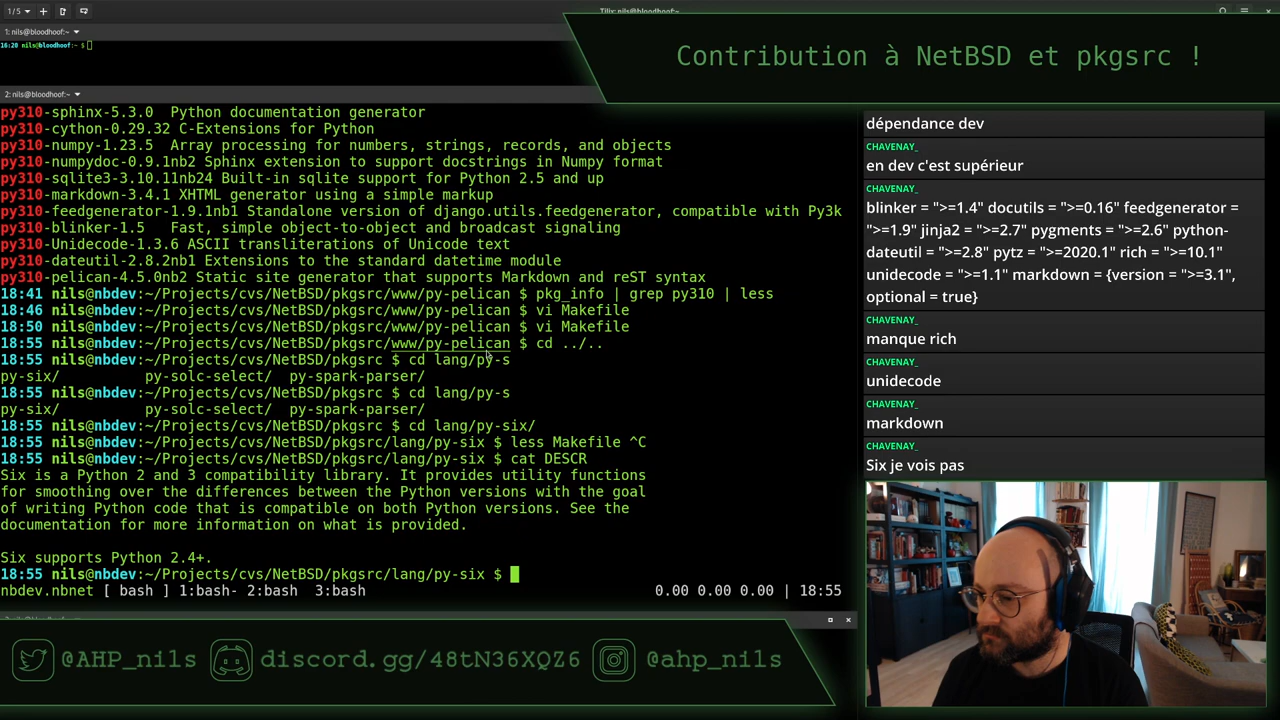 1/5
Tilix: nils@bloodhoof:~
1: nils@bloodhoof:~
16:20 nils@bloodhoof:~ $
Contribution à NetBSD et pkgsrc !
2: nils@bloodhoof:~
py310-sphinx-5.3.0  Python documentation generator
py310-cython-0.29.32 C-Extensions for Python
py310-numpy-1.23.5  Array processing for numbers, strings, records, and objects
py310-numpydoc-0.9.1nb2 Sphinx extension to support docstrings in Numpy format
py310-sqlite3-3.10.11nb24 Built-in sqlite support for Python 2.5 and up
py310-markdown-3.4.1 XHTML generator using a simple markup
py310-feedgenerator-1.9.1nb1 Standalone version of django.utils.feedgenerator, compatible with Py3k
py310-blinker-1.5   Fast, simple object-to-object and broadcast signaling
py310-Unidecode-1.3.6 ASCII transliterations of Unicode text
py310-dateutil-2.8.2nb1 Extensions to the standard datetime module
py310-pelican-4.5.0nb2 Static site generator that supports Markdown and reST syntax
18:41 nils@nbdev:~/Projects/cvs/NetBSD/pkgsrc/www/py-pelican $ pkg_info | grep py310 | less
18:46 nils@nbdev:~/Projects/cvs/NetBSD/pkgsrc/www/py-pelican $ vi Makefile
18:50 nils@nbdev:~/Projects/cvs/NetBSD/pkgsrc/www/py-pelican $ vi Makefile
18:55 nils@nbdev:~/Projects/cvs/NetBSD/pkgsrc/www/py-pelican $ cd ../..
18:55 nils@nbdev:~/Projects/cvs/NetBSD/pkgsrc $ cd lang/py-s
py-six/           py-solc-select/  py-spark-parser/
18:55 nils@nbdev:~/Projects/cvs/NetBSD/pkgsrc $ cd lang/py-s
py-six/           py-solc-select/  py-spark-parser/
18:55 nils@nbdev:~/Projects/cvs/NetBSD/pkgsrc $ cd lang/py-six/
18:55 nils@nbdev:~/Projects/cvs/NetBSD/pkgsrc/lang/py-six $ less Makefile ^C
18:55 nils@nbdev:~/Projects/cvs/NetBSD/pkgsrc/lang/py-six $ cat DESCR
Six is a Python 2 and 3 compatibility library. It provides utility functions
for smoothing over the differences between the Python versions with the goal
of writing Python code that is compatible on both Python versions. See the
documentation for more information on what is provided.
Six supports Python 2.4+.
18:55 nils@nbdev:~/Projects/cvs/NetBSD/pkgsrc/lang/py-six $
nbdev.nbnet [ bash ] 1:bash- 2:bash  3:bash
0.00 0.00 0.00 | 18:55
dépendance dev
CHAVENAY_
en dev c'est supérieur
CHAVENAY_
blinker = ">=1.4" docutils = ">=0.16" feedgenerator =
">=1.9" jinja2 = ">=2.7" pygments = ">=2.6" python-
dateutil = ">=2.8" pytz = ">=2020.1" rich = ">=10.1"
unidecode = ">=1.1" markdown = {version = ">=3.1",
optional = true}
CHAVENAY_
manque rich
CHAVENAY_
unidecode
CHAVENAY_
markdown
CHAVENAY_
Six je vois pas
@AHP_nils
discord.gg/48tN36XQZ6
@ahp_nils